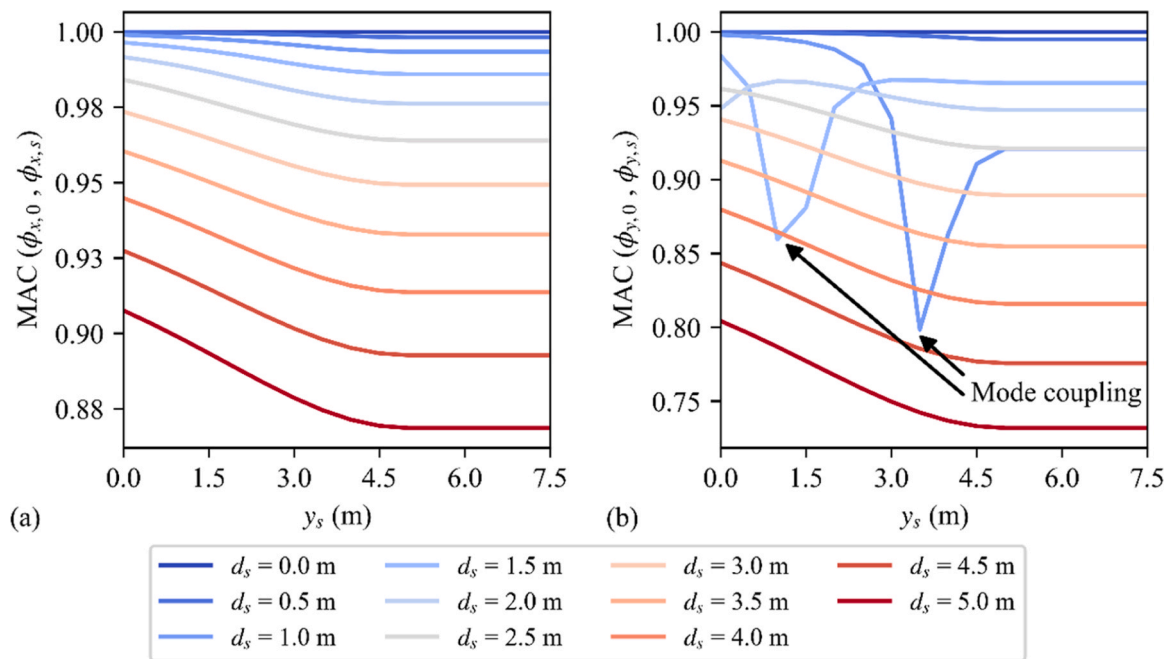 MAC (ϕx,0 , ϕx,s)
1.00
0.98
0.95
0.93
0.90
0.88
0.0 1.5 3.0 4.5 6.0 7.5
ys (m)
(a)
MAC (ϕy,0 , ϕy,s)
1.00
0.95
0.90
0.85
0.80
0.75
Mode coupling
0.0 1.5 3.0 4.5 6.0 7.5
ys (m)
(b)
ds = 0.0 m ds = 1.5 m ds = 3.0 m ds = 4.5 m
ds = 0.5 m ds = 2.0 m ds = 3.5 m ds = 5.0 m
ds = 1.0 m ds = 2.5 m ds = 4.0 m